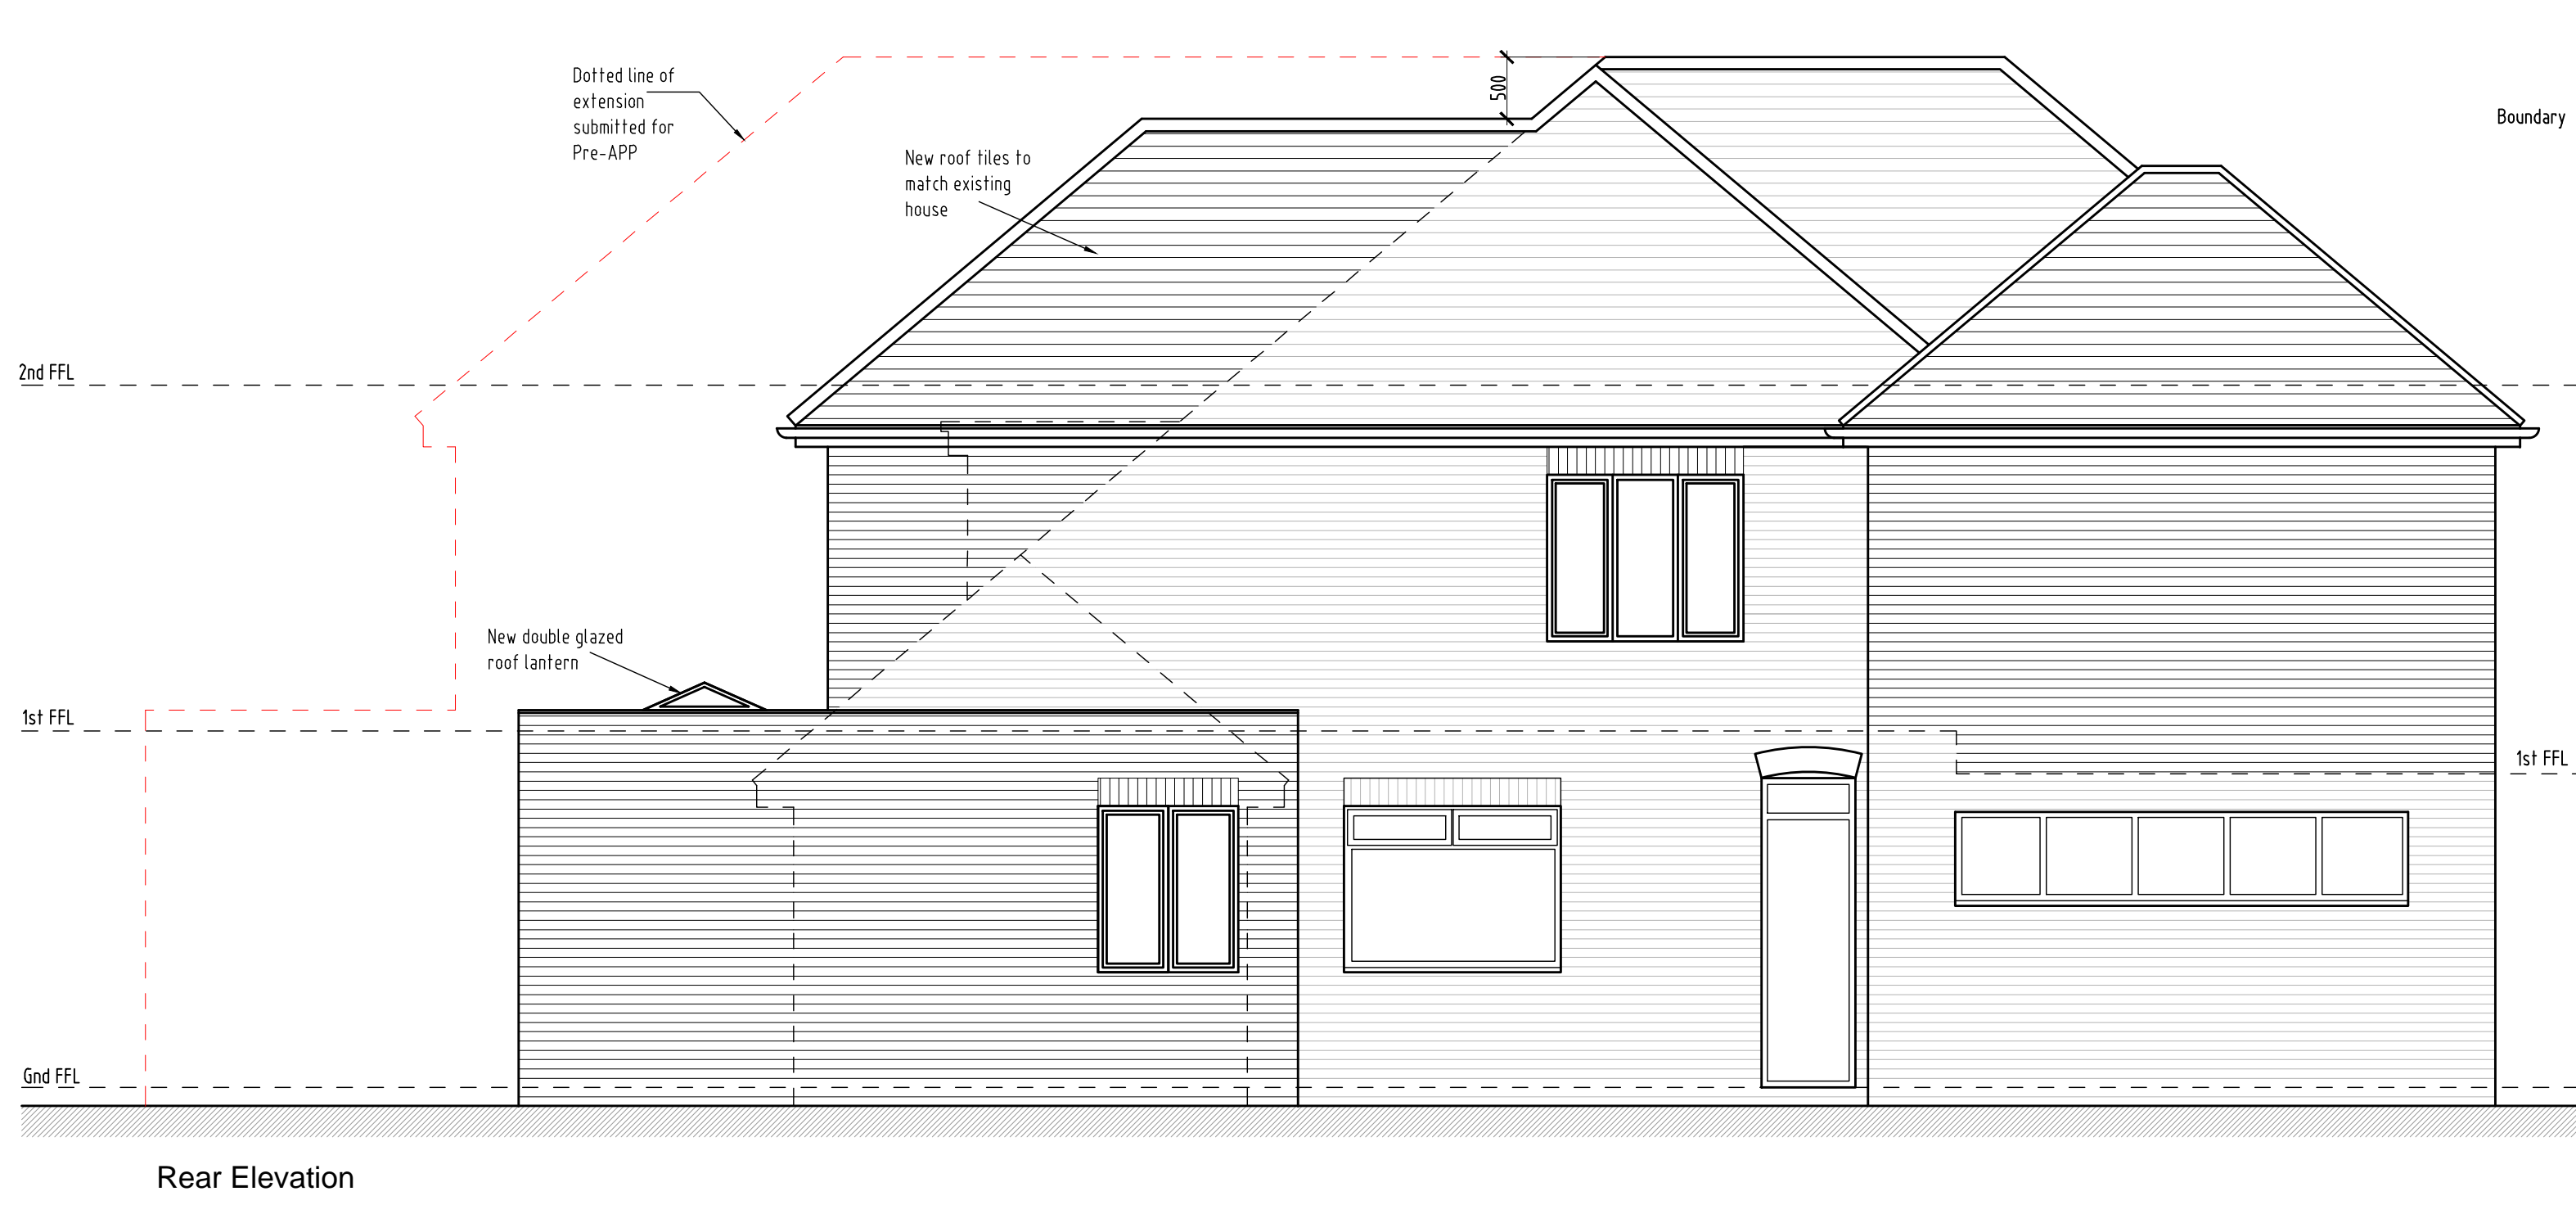 Dotted line of
extension
submitted for
Pre-APP
500
Boundary
New roof tiles to
match existing
house
2nd FFL
New double glazed
roof lantern
1st FFL
1st FFL
Gnd FFL
Rear Elevation